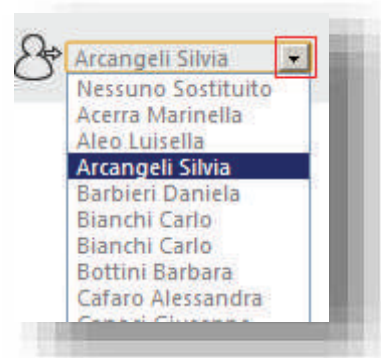 Arcangeli Silvia
Nessuno Sostituito
Acerra Marinella
Aleo Luisella
Arcangeli Silvia
Barbieri Daniela
Bianchi Carlo
Bianchi Carlo
Bottini Barbara
Cafaro Alessandra